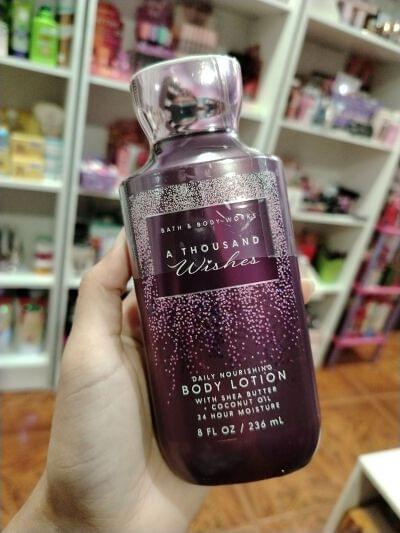 BATH & BODY WORKS
A THOUSAND
Wishes
DAILY NOURISHING
BODY LOTION
WITH SHEA BUTTER
+ COCONUT OIL
24 HOUR MOISTURE
8 FL OZ / 236 mL